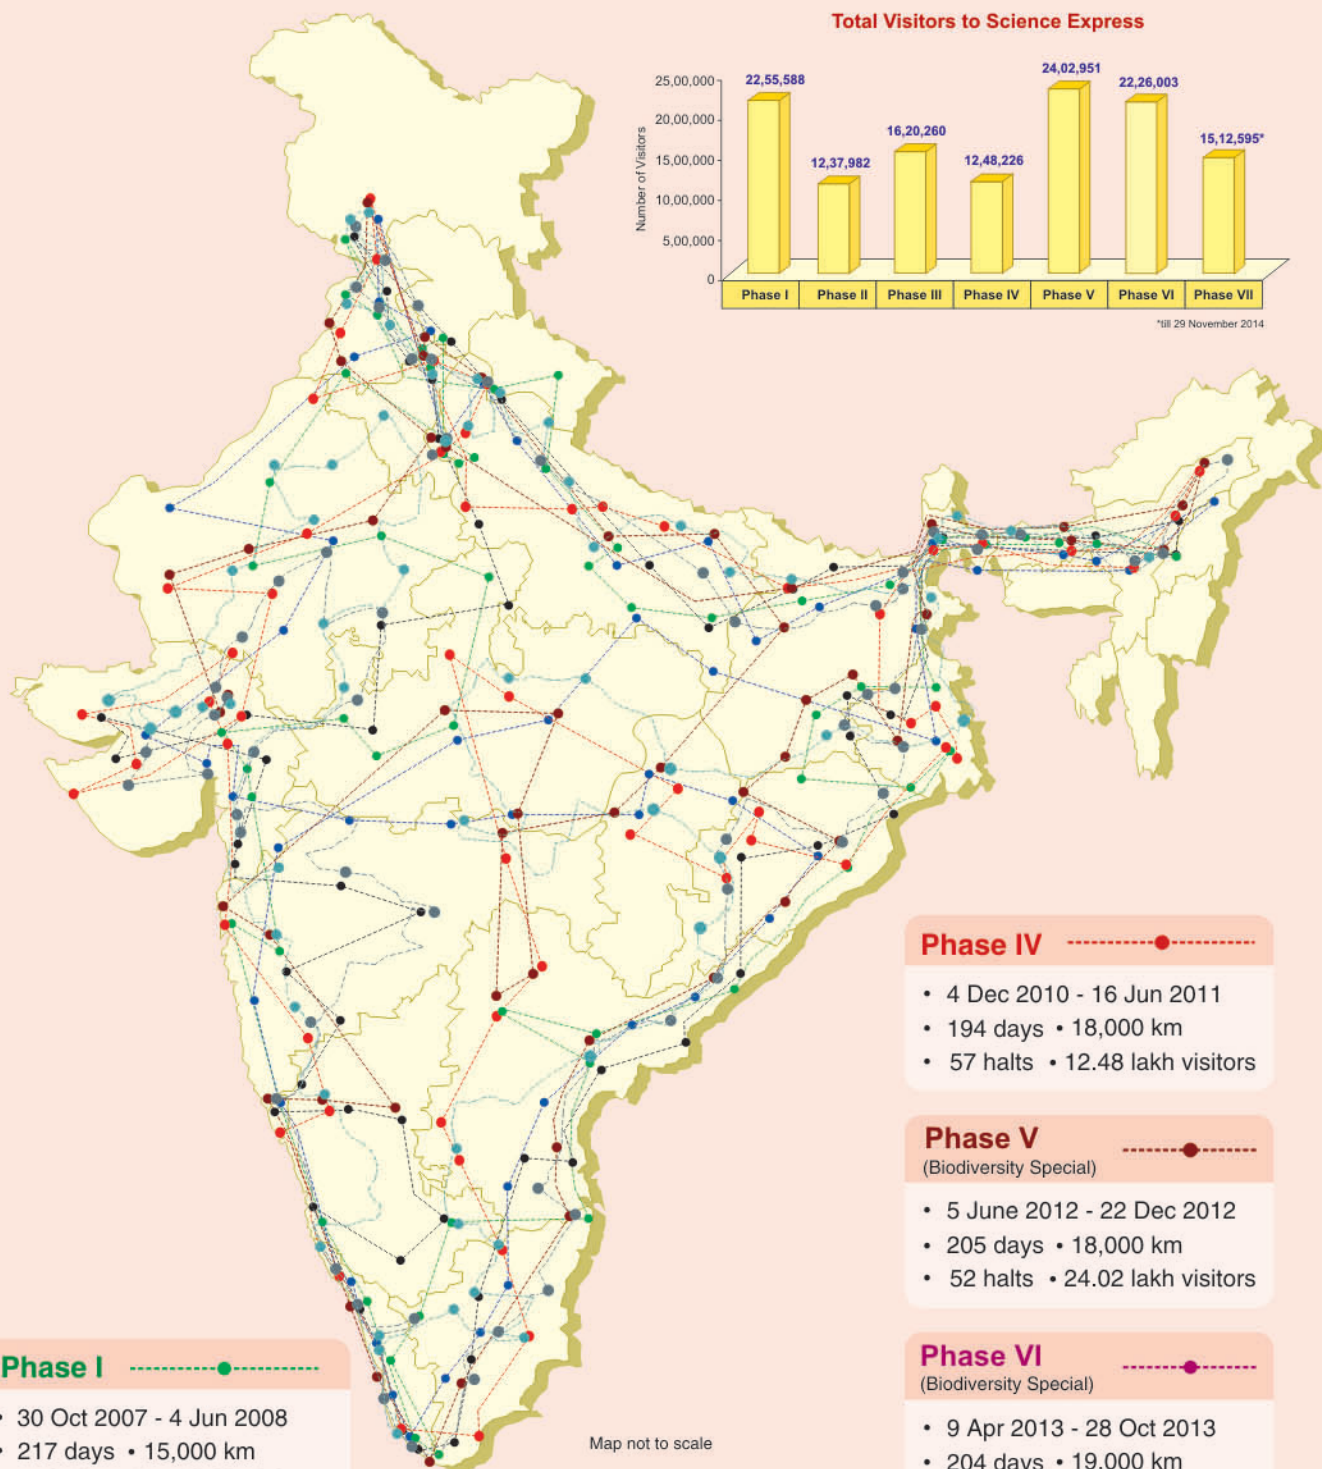 Total Visitors to Science Express
Number of Visitors
25,00,000
20,00,000
15,00,000
10,00,000
5,00,000
0
22,55,588
12,37,982
16,20,260
12,48,226
24,02,951
22,26,003
15,12,595*
Phase I
Phase II
Phase III
Phase IV
Phase V
Phase VI
Phase VII
*till 29 November 2014
Phase IV
• 4 Dec 2010 - 16 Jun 2011
• 194 days • 18,000 km
• 57 halts • 12.48 lakh visitors
Phase V
(Biodiversity Special)
• 5 June 2012 - 22 Dec 2012
• 205 days • 18,000 km
• 52 halts • 24.02 lakh visitors
Phase VI
(Biodiversity Special)
• 9 Apr 2013 - 28 Oct 2013
• 204 days • 19,000 km
Phase I
• 30 Oct 2007 - 4 Jun 2008
• 217 days • 15,000 km
Map not to scale